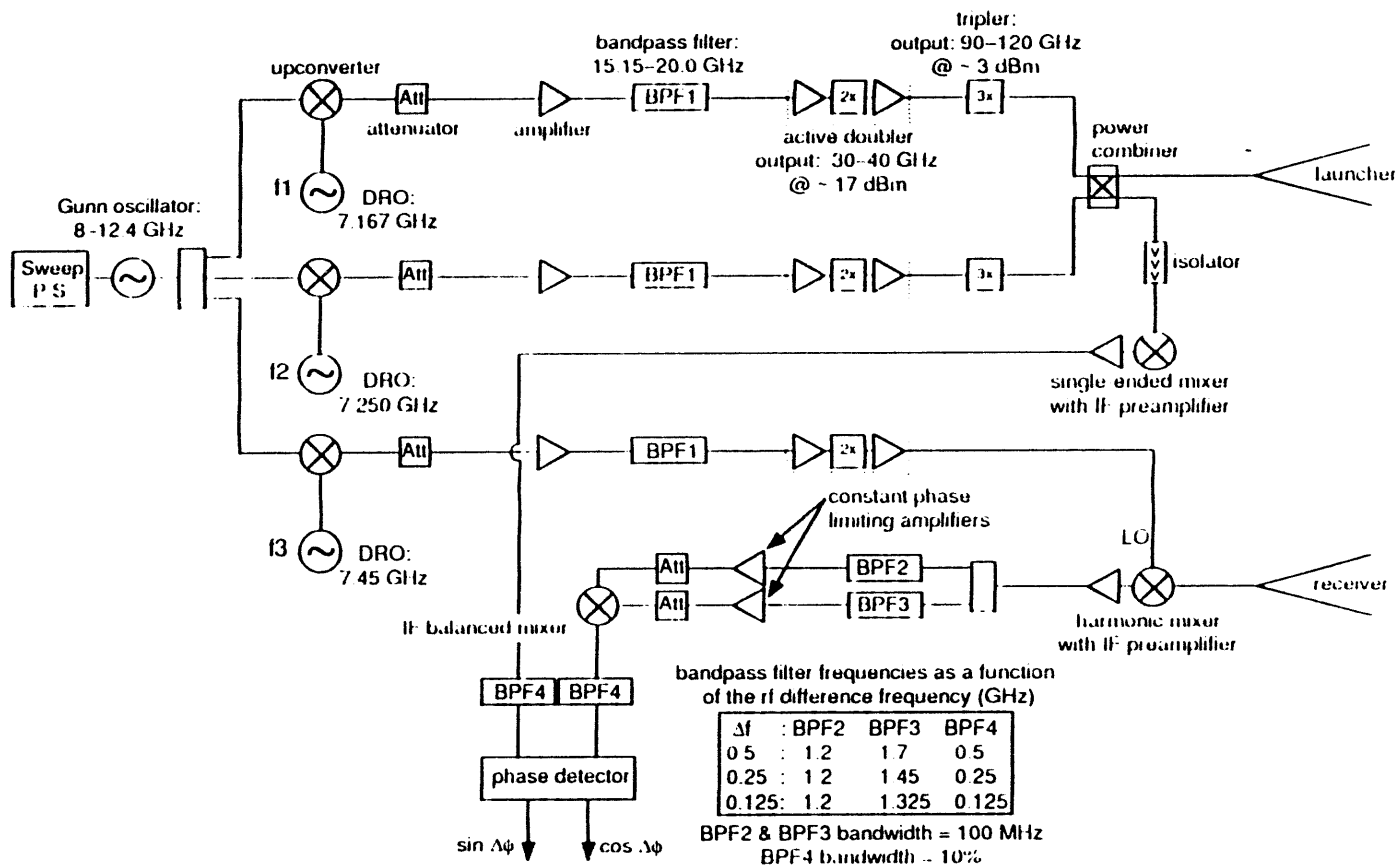 tripler:
output: 90–120 GHz
@ ~ 3 dBm
bandpass filter:
15.15–20.0 GHz
upconverter
Att
BPF1
2x
3x
attenuator
amplifier
active doubler
output: 30–40 GHz
@ ~ 17 dBm
power
combiner
launcher
f1
DRO:
7.167 GHz
Gunn oscillator:
8-12.4 GHz
Sweep
P.S
Att
BPF1
2x
3x
isolator
f2
DRO:
7.250 GHz
single ended mixer
with IF preamplifier
Att
BPF1
2x
constant phase
limiting amplifiers
LO
f3
DRO:
7.45 GHz
Att
BPF2
Att
BPF3
receiver
IF balanced mixer
harmonic mixer
with IF preamplifier
bandpass filter frequencies as a function
of the rf difference frequency (GHz)
BPF4
BPF4
Δf : BPF2 BPF3 BPF4
0.5 : 1.2 1.7 0.5
0.25 : 1.2 1.45 0.25
0.125: 1.2 1.325 0.125
phase detector
BPF2 & BPF3 bandwidth = 100 MHz
BPF4 bandwidth = 10%
sin Δϕ
cos Δϕ